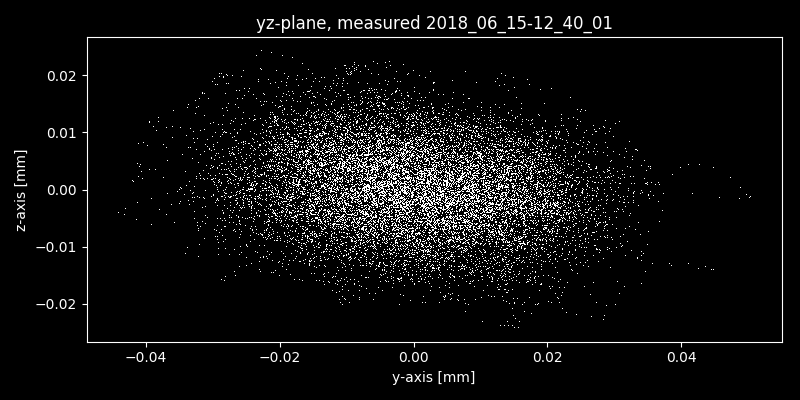 yz-plane, measured 2018_06_15-12_40_01
0.02
0.01
0.00
−0.01
−0.02
z-axis [mm]
−0.04 −0.02 0.00 0.02 0.04
y-axis [mm]